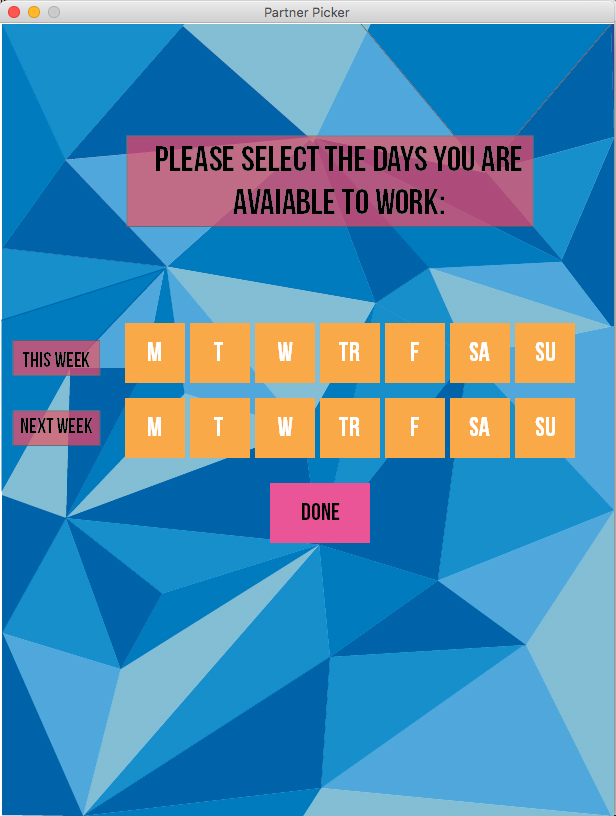 Partner Picker
PLEASE SELECT THE DAYS YOU ARE
AVAIABLE TO WORK:
THIS WEEK M T W TR F SA SU
NEXT WEEK M T W TR F SA SU
DONE